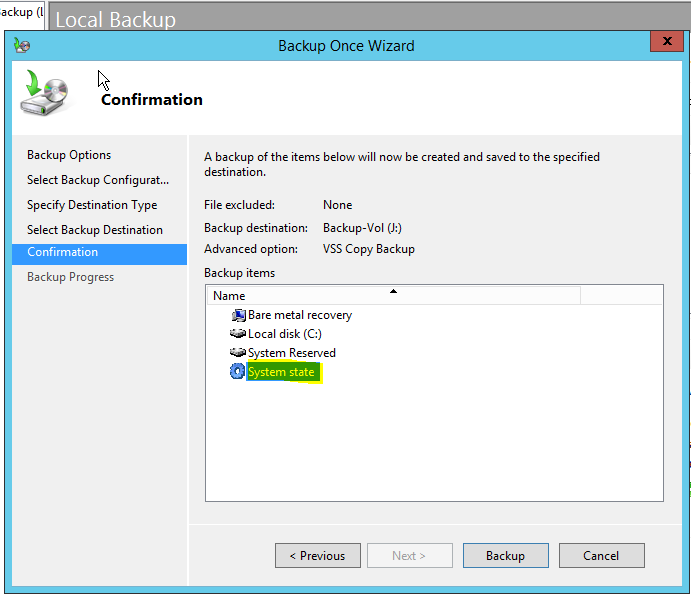 Backup (l
Local Backup
Backup Once Wizard
x
Confirmation
Backup Options
Select Backup Configurat...
Specify Destination Type
Select Backup Destination
Confirmation
Backup Progress
A backup of the items below will now be created and saved to the specified
destination.
File excluded: None
Backup destination: Backup-Vol (J:)
Advanced option: VSS Copy Backup
Backup items
Name
Bare metal recovery
Local disk (C:)
System Reserved
System state
< Previous
Next >
Backup
Cancel